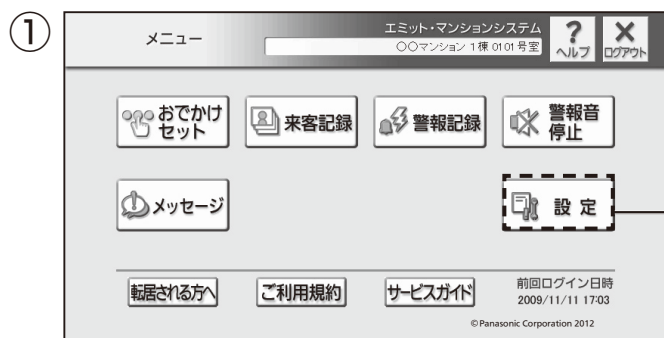 ①
メニュー
エミット・マンションシステム
〇〇マンション 1棟 0101号室
?
ヘルプ
×
ログアウト
おでかけ
セット
来客記録
警報記録
警報音
停止
メッセージ
設 定
転居される方へ
ご利用規約
サービスガイド
前回ログイン日時
2009/11/11 17:03
©Panasonic Corporation 2012